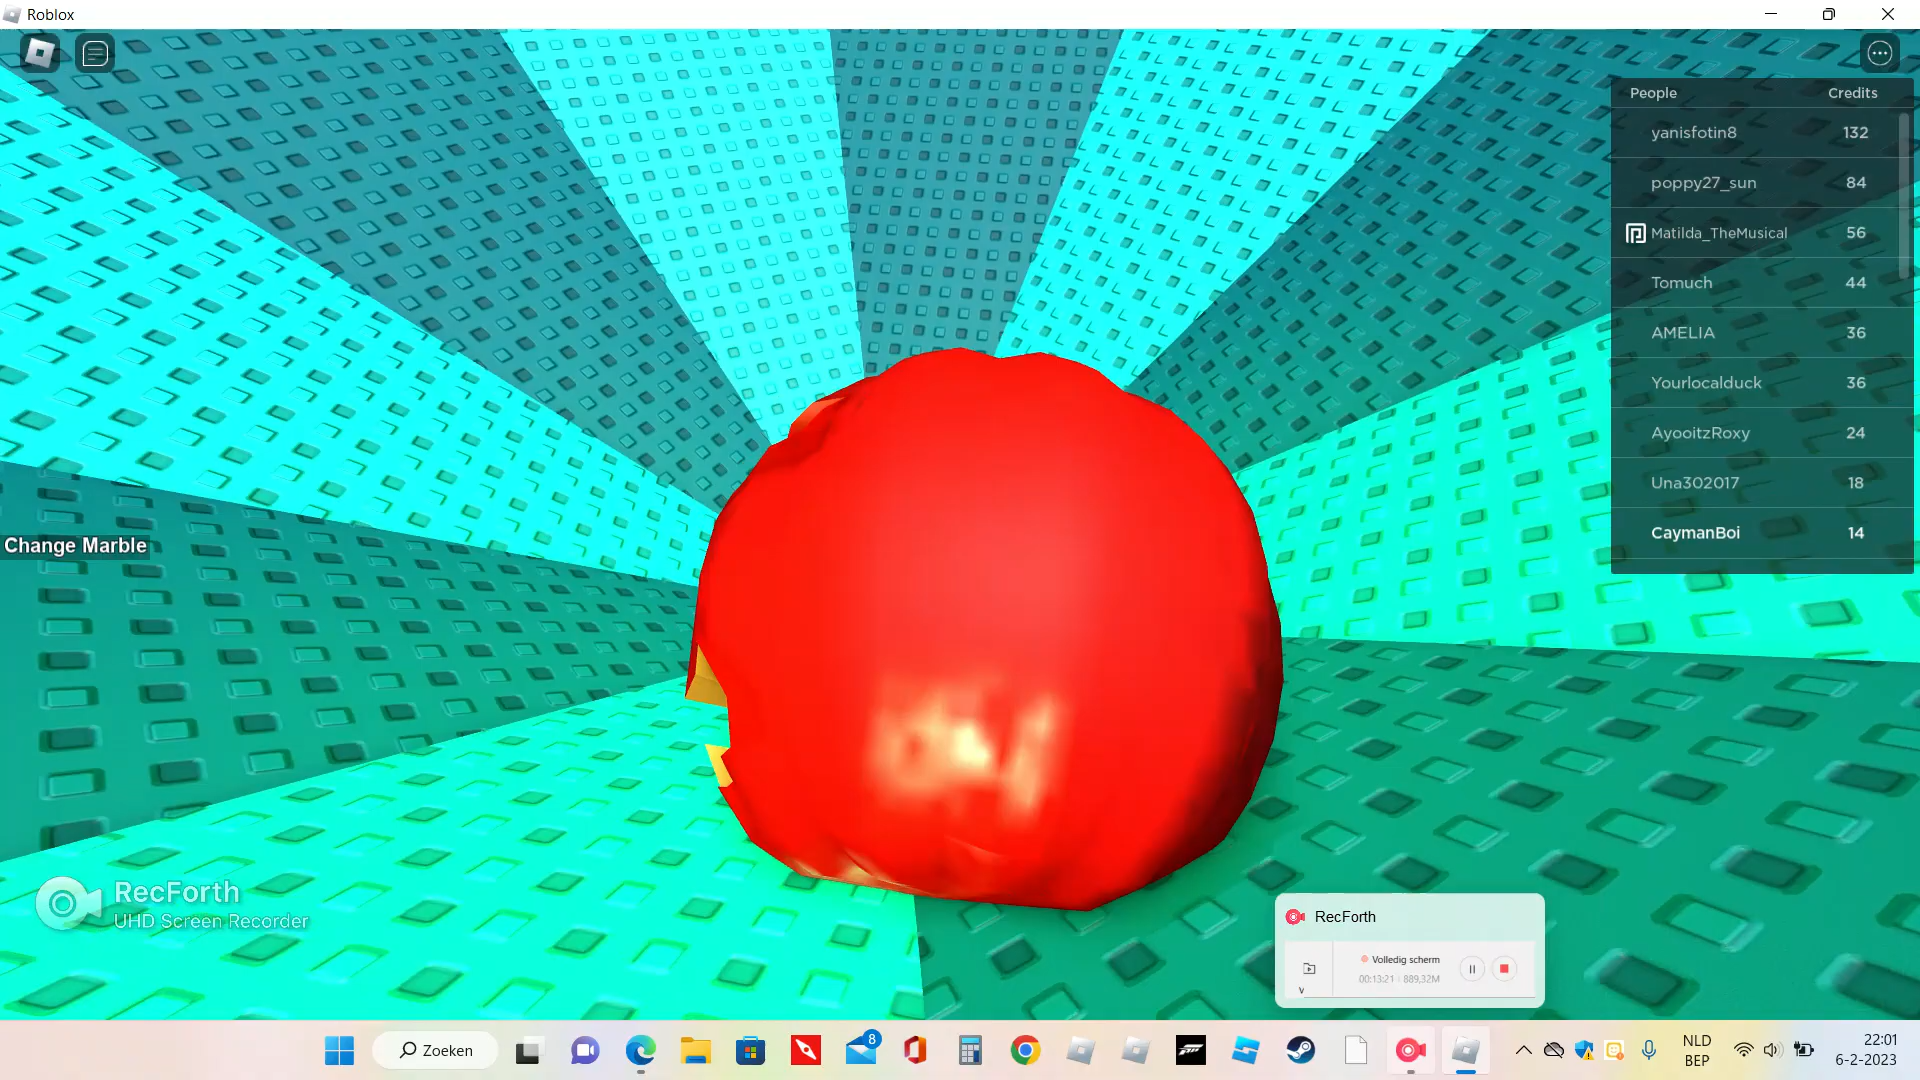 Roblox
People Credits
yanisfotin8 132
poppy27_sun 84
Matilda_TheMusical 56
Tomuch 44
AMELIA 36
Yourlocalduck 36
AyooitzRoxy 24
Una302017 18
CaymanBoi 14
Change Marble
RecForth
UHD Screen Recorder
RecForth
Volledig scherm
00:13:21 | 889,32M
Zoeken
8
NLD
BEP
22:01
6-2-2023